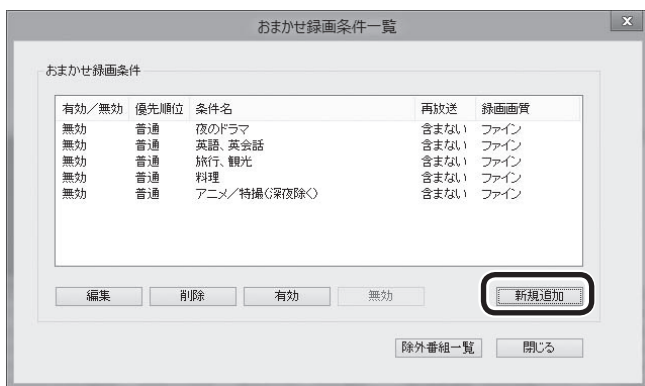 おまかせ録画条件一覧
x
おまかせ録画条件
有効／無効 優先順位 条件名 再放送 録画画質
無効 普通 夜のドラマ 含まない ファイン
無効 普通 英語、英会話 含まない ファイン
無効 普通 旅行、観光 含まない ファイン
無効 普通 料理 含まない ファイン
無効 普通 アニメ／特撮(深夜除く) 含まない ファイン
編集 削除 有効 無効 新規追加
除外番組一覧 閉じる